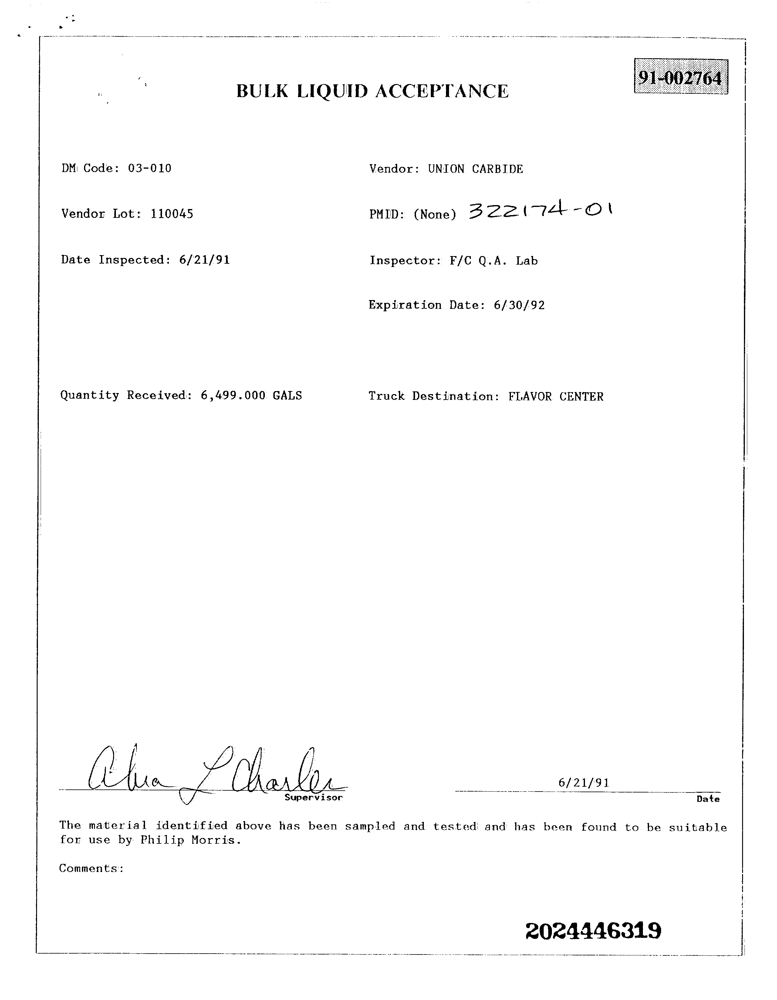 91-002764
BULK LIQUID ACCEPTANCE
DM Code: 03-010 Vendor: UNION CARBIDE
Vendor Lot: 110045 PMID: (None) 322174-01
Date Inspected: 6/21/91 Inspector: F/C Q.A. Lab
Expiration Date: 6/30/92
Quantity Received: 6,499.000 GALS Truck Destination: FLAVOR CENTER
L Charles 6/21/91
Supervisor Date
The material identified above has been sampled and tested and has been found to be suitable
for use by Philip Morris.
Comments:
2024446319